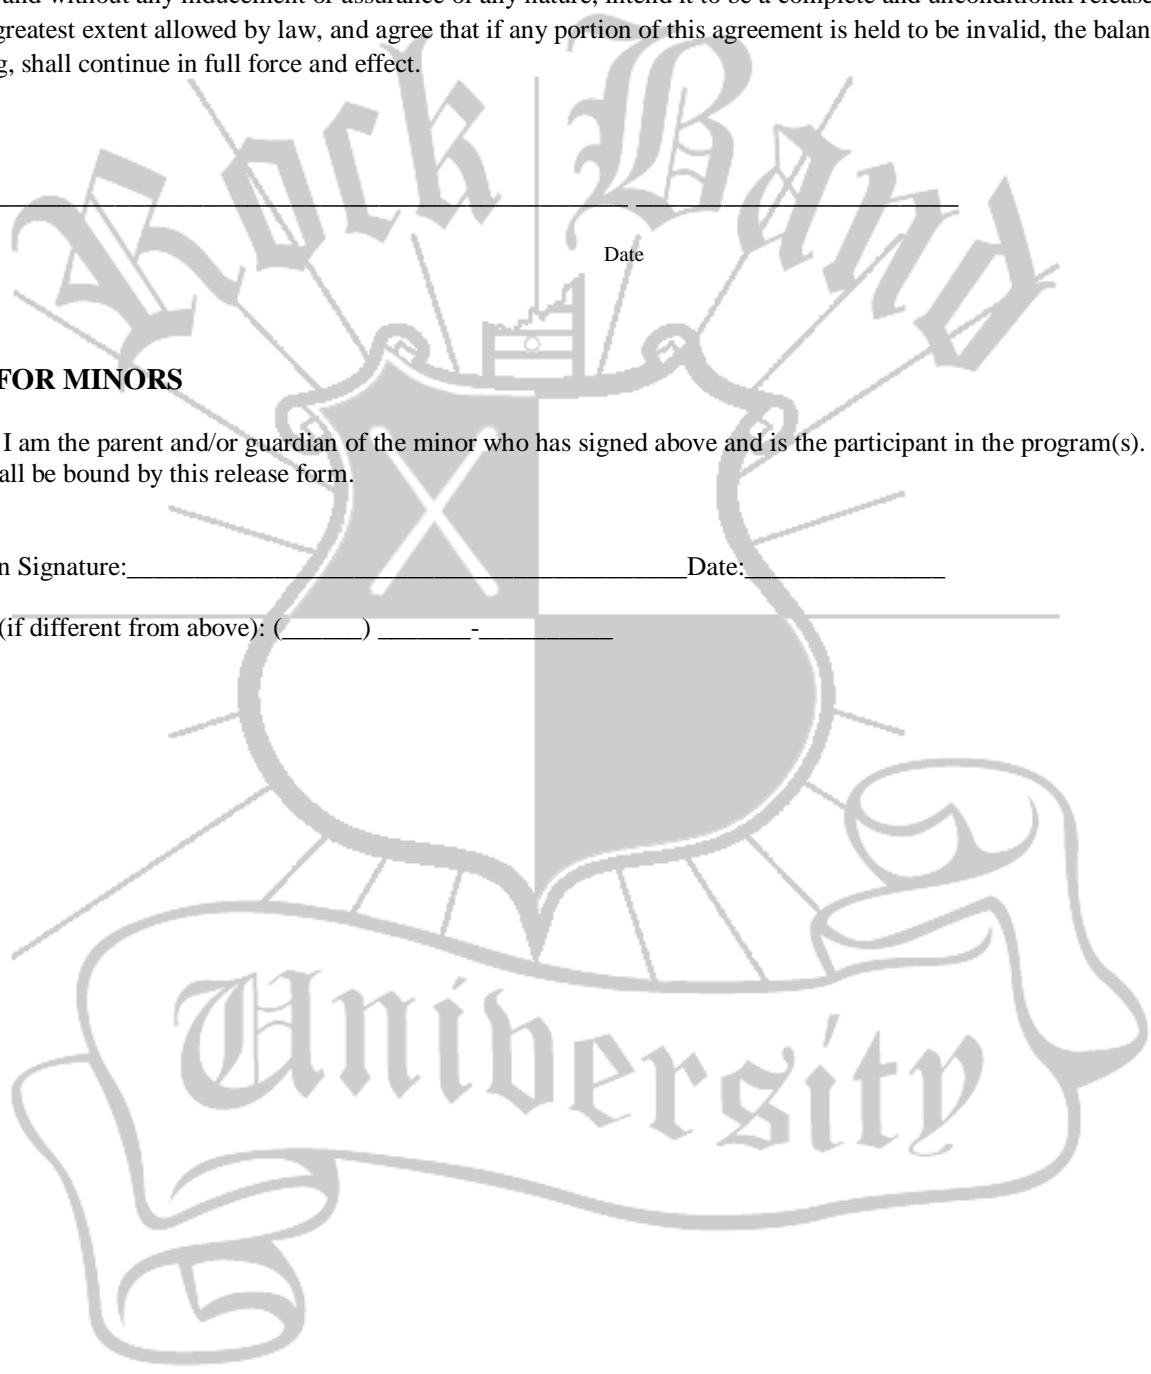 and without any inducement or assurance of any nature, intend it to be a complete and unconditional release
greatest extent allowed by law, and agree that if any portion of this agreement is held to be invalid, the balan
g, shall continue in full force and effect.
Rock Band
_______________________________________________ ________________________
Date
FOR MINORS
I am the parent and/or guardian of the minor who has signed above and is the participant in the program(s).
all be bound by this release form.
n Signature:__________________________________________Date:_______________
(if different from above): (______) _______-__________
University